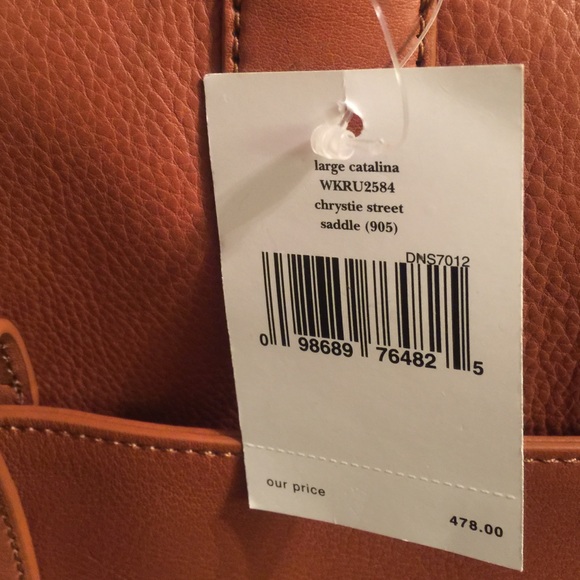 large catalina
WKRU2584
chrystie street
saddle (905)
DNS7012
0 98689 76482 5
our price
478.00